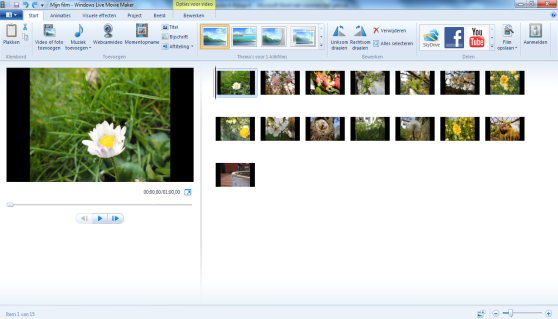 Mijn film - Windows Live Movie Maker
Opties voor video
Start Animaties Visuele effecten Project Beeld Bewerken
Plakken
Video of foto toevoegen
Muziek toevoegen
Webcamvideo
Momentopname
Titel
Bijschrift
Aftiteling
Linksom draaien
Rechtsom draaien
Verwijderen
Alles selecteren
SkyDrive
f
You Tube
Film opslaan
Aanmelden
Klembord Toevoegen Thema's voor 1-klikfilms Bewerken Delen
00:00,00/01:00,00
Item 1 van 15